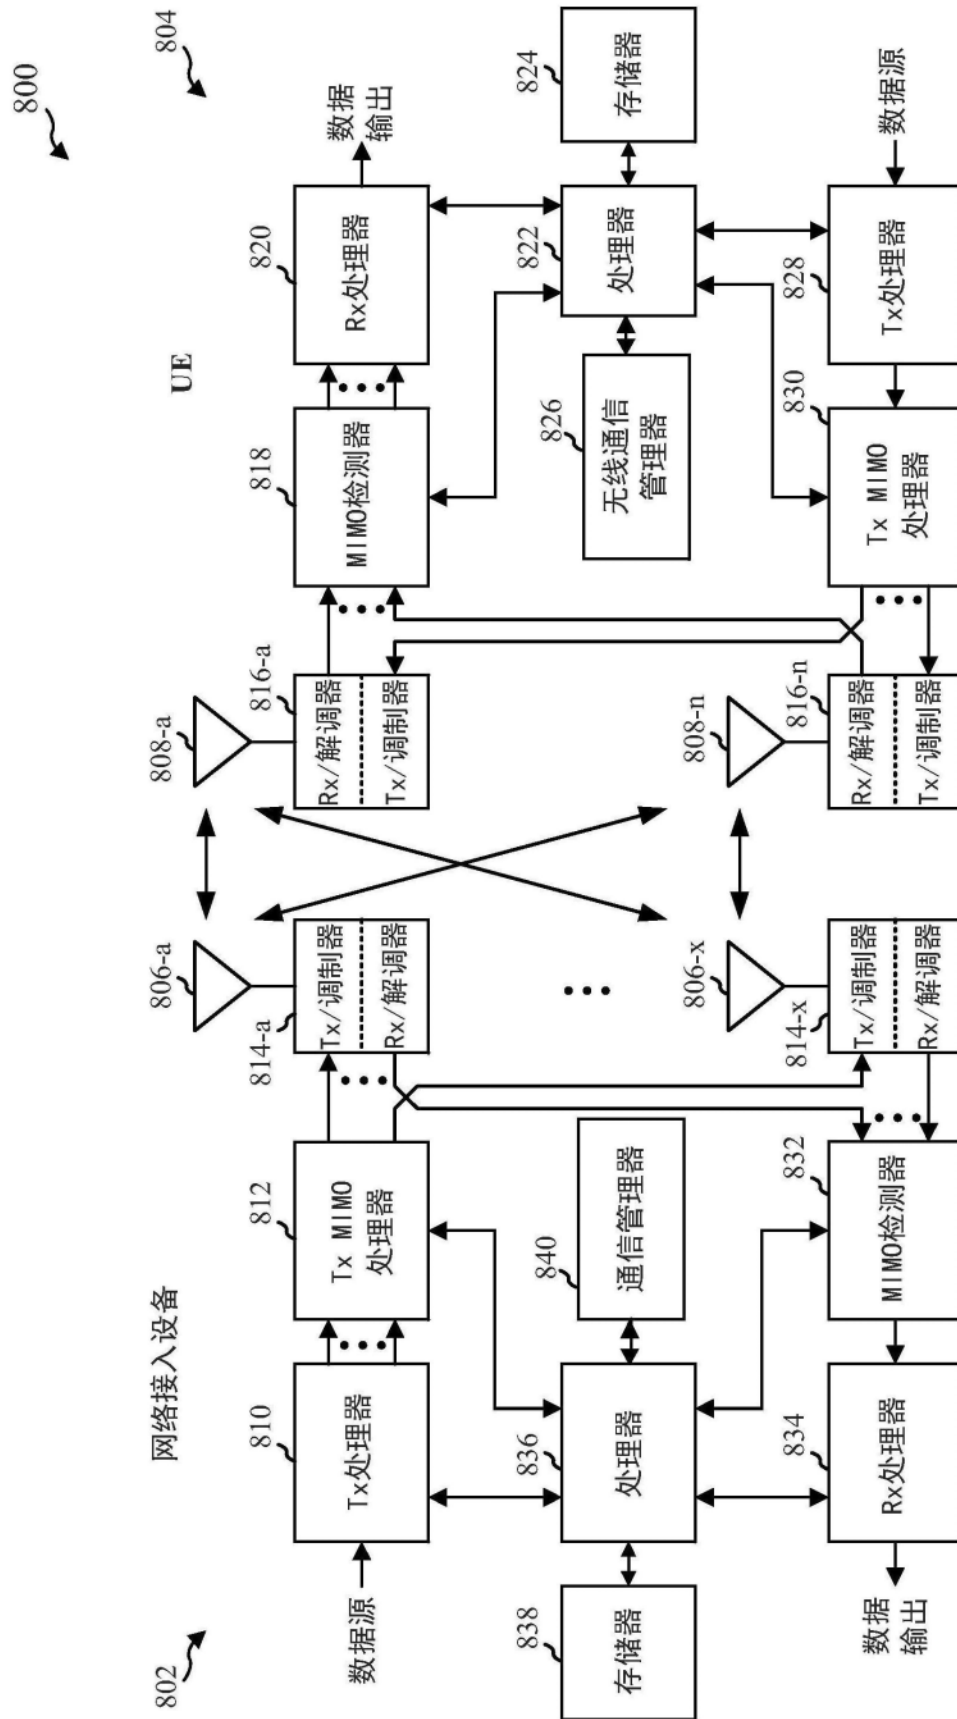 800
802
网络接入设备
UE
804
数据源
810
Tx处理器
812
Tx MIMO
处理器
814-a
Tx/调制器
Rx/解调器
806-a
808-a
816-a
Rx/解调器
Tx/调制器
818
MIMO检测器
820
Rx处理器
数据
输出
838
存储器
836
处理器
840
通信管理器
826
无线通信
管理器
822
处理器
824
存储器
数据
输出
834
Rx处理器
832
MIMO检测器
814-x
Tx/调制器
Rx/解调器
806-x
808-n
816-n
Rx/解调器
Tx/调制器
830
Tx MIMO
处理器
828
Tx处理器
数据源